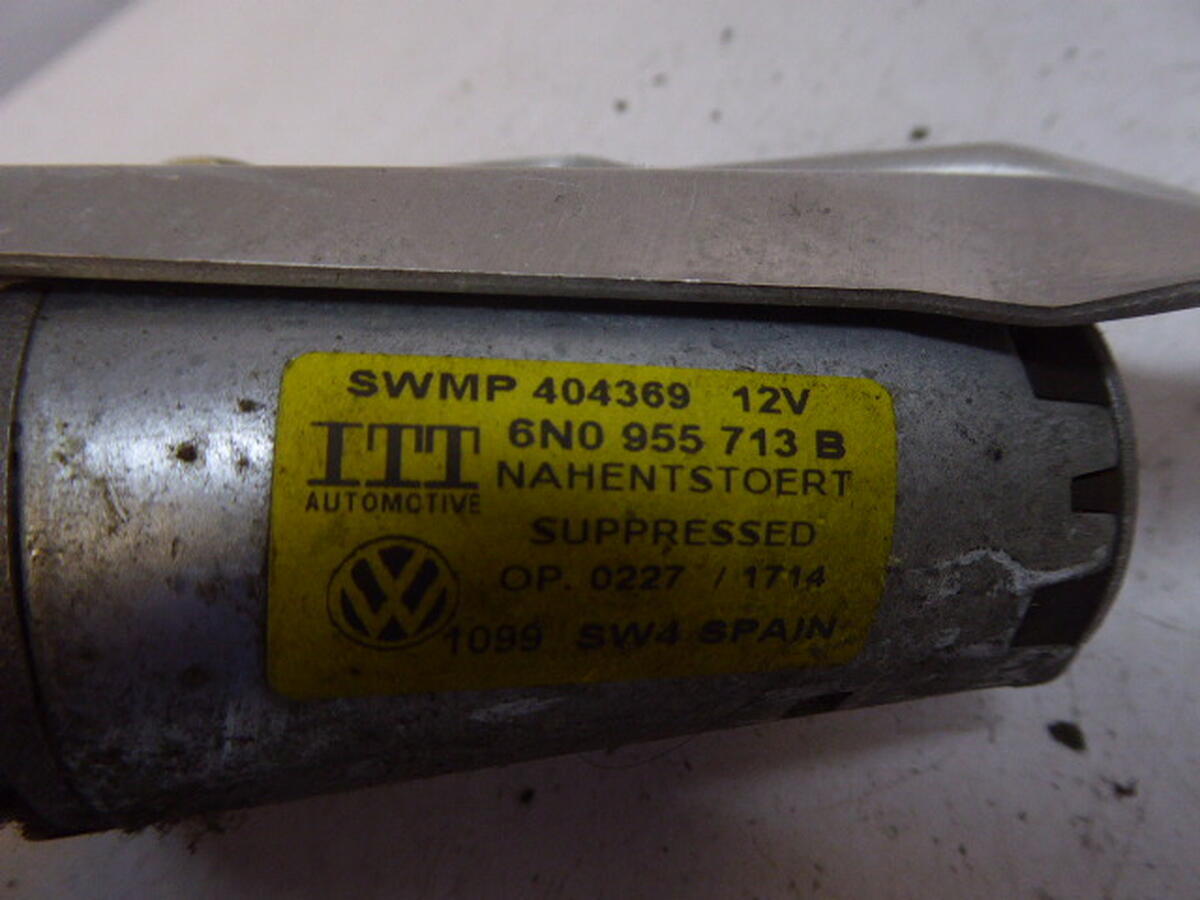 SWMP 404369 12V
ITT 6N0 955 713 B
AUTOMOTIVE NAHENTSTOERT
SUPPRESSED
OP. 0227 / 1714
1099 SW4 SPAIN